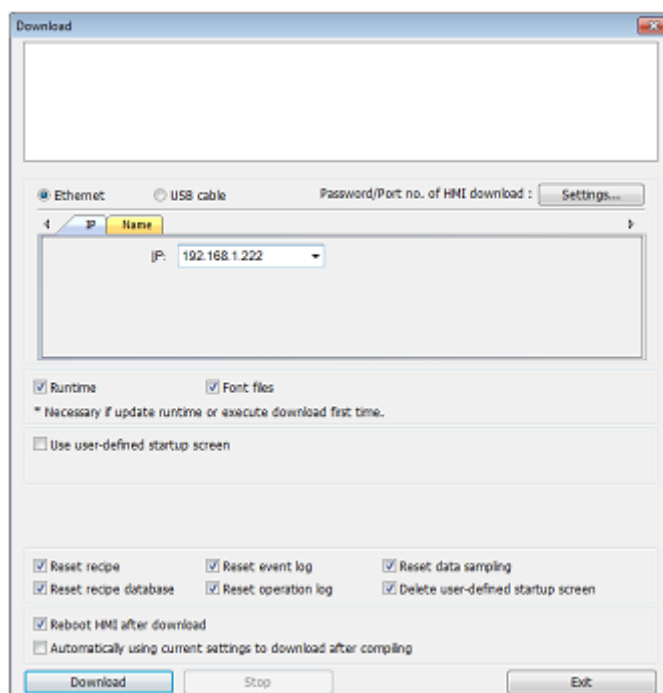 Download
Ethernet USB cable Password/Port no. of HMI download : Settings...
IP Name
IP: 192.168.1.222
Runtime Font files
* Necessary if update runtime or execute download first time.
Use user-defined startup screen
Reset recipe Reset event log Reset data sampling
Reset recipe database Reset operation log Delete user-defined startup screen
Reboot HMI after download
Automatically using current settings to download after compiling
Download Stop Exit